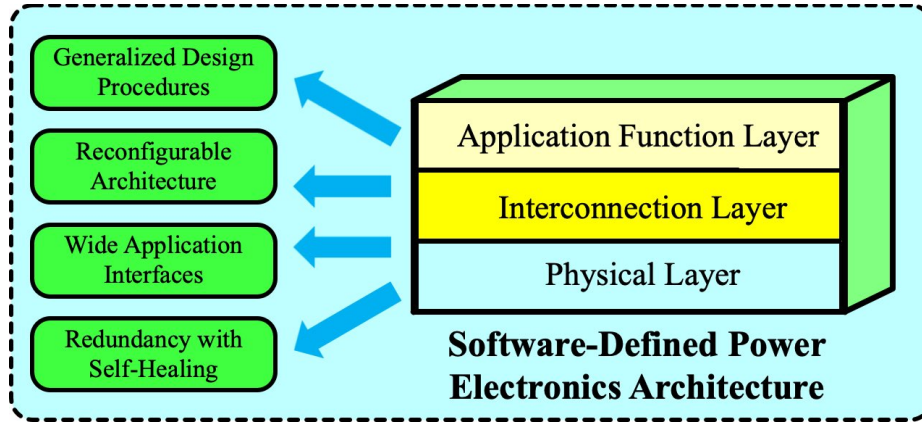 Generalized Design
Procedures
Reconfigurable
Architecture
Wide Application
Interfaces
Redundancy with
Self-Healing
Application Function Layer
Interconnection Layer
Physical Layer
Software-Defined Power
Electronics Architecture